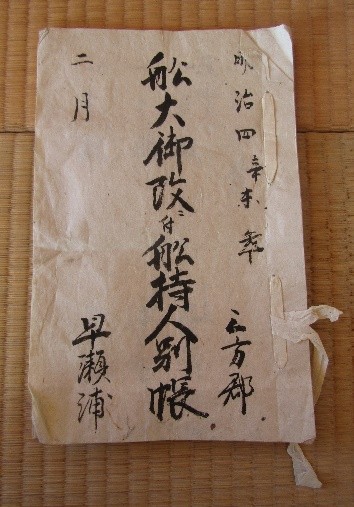 明治四辛未年
三方郡
船大御改ニ付船持人別帳
二月
早瀬浦